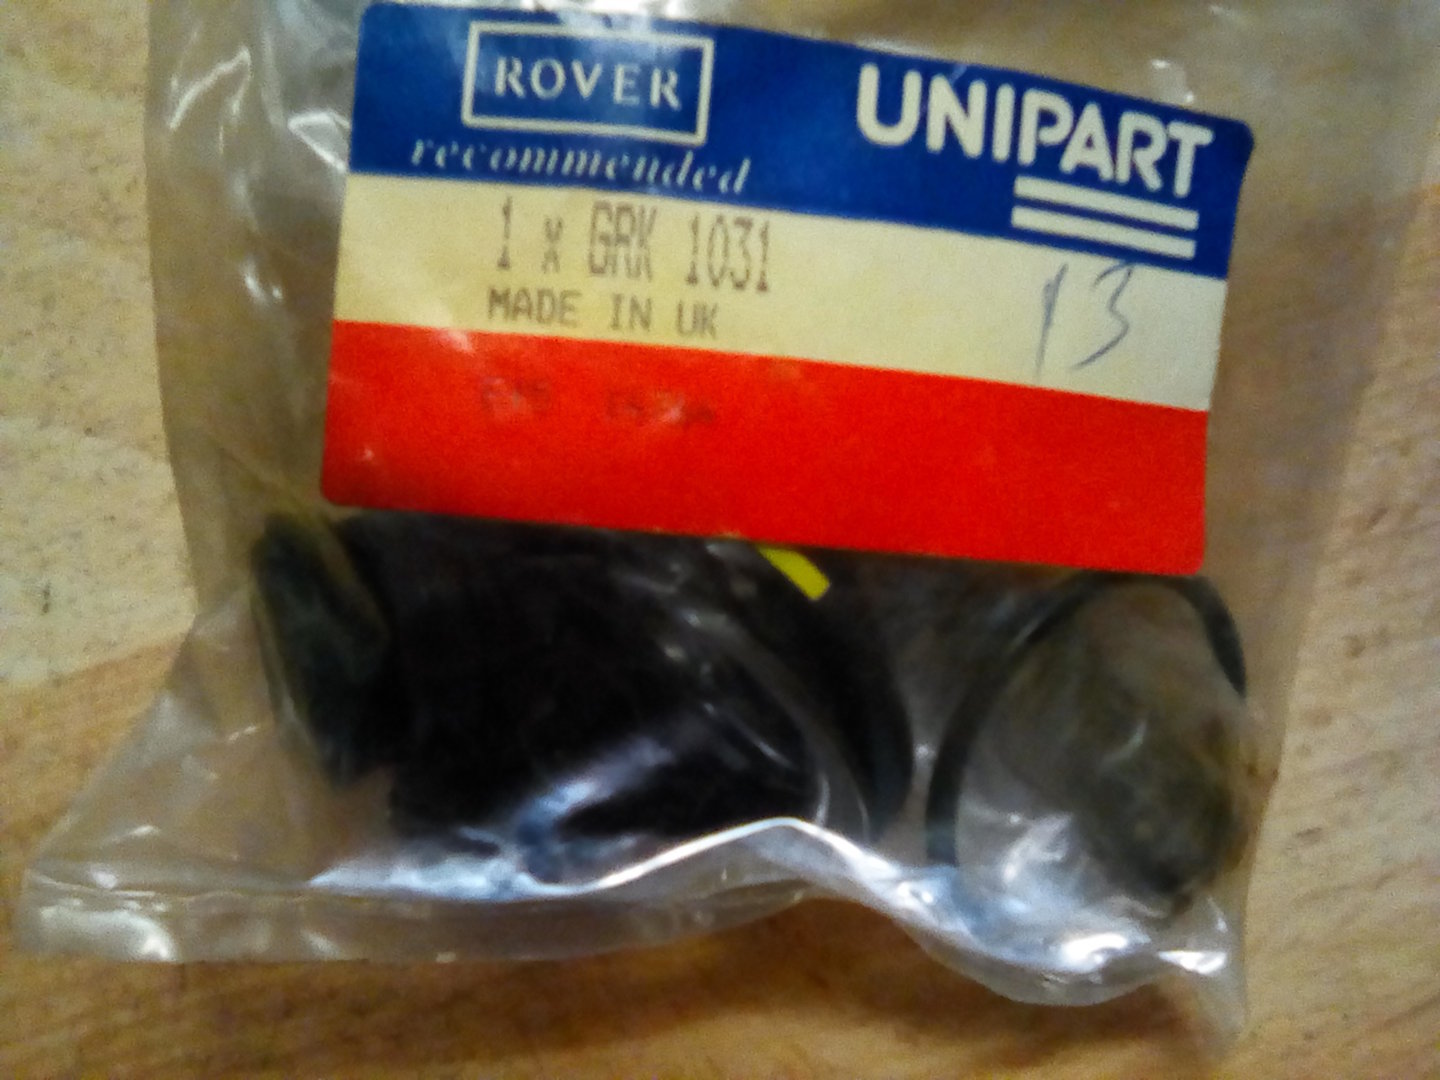 ROVER
recommended
UNIPART
1 x GRK 1031
MADE IN UK
13